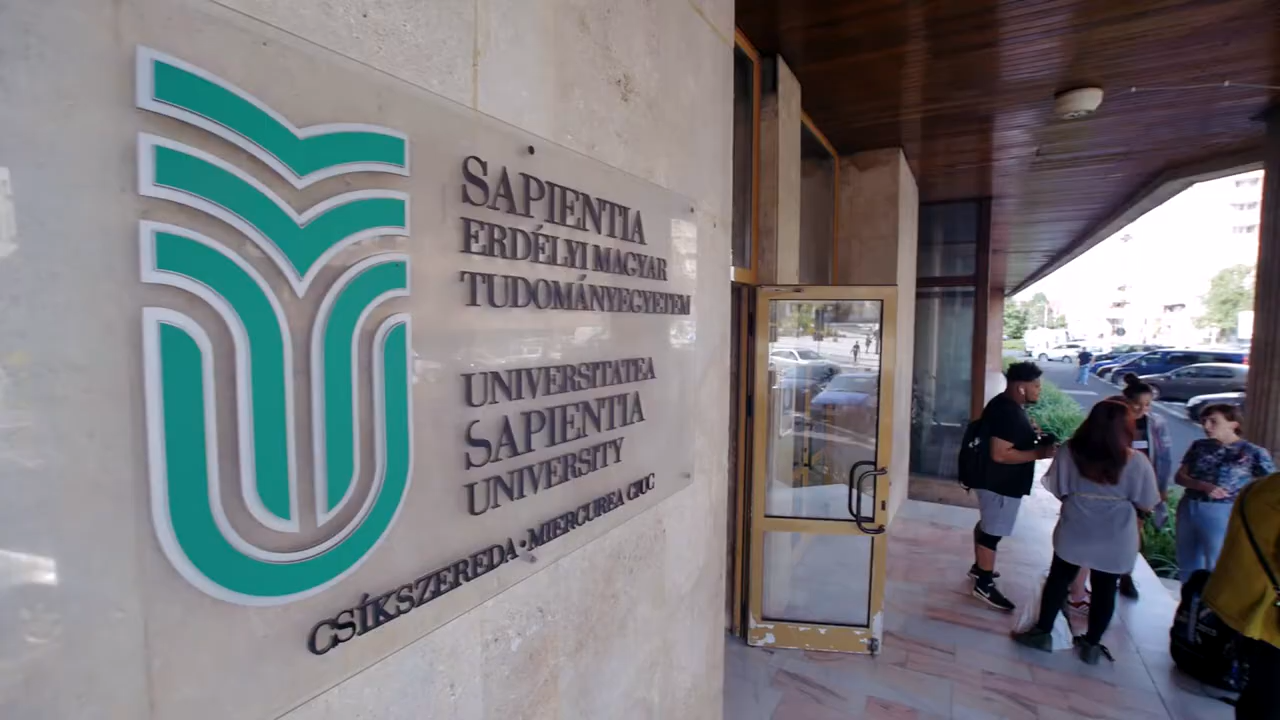 SAPIENTIA
ERDÉLYI MAGYAR
TUDOMÁNYEGYETEM
UNIVERSITATEA
SAPIENTIA
UNIVERSITY
CSÍKSZEREDA • MIERCUREA CIUC